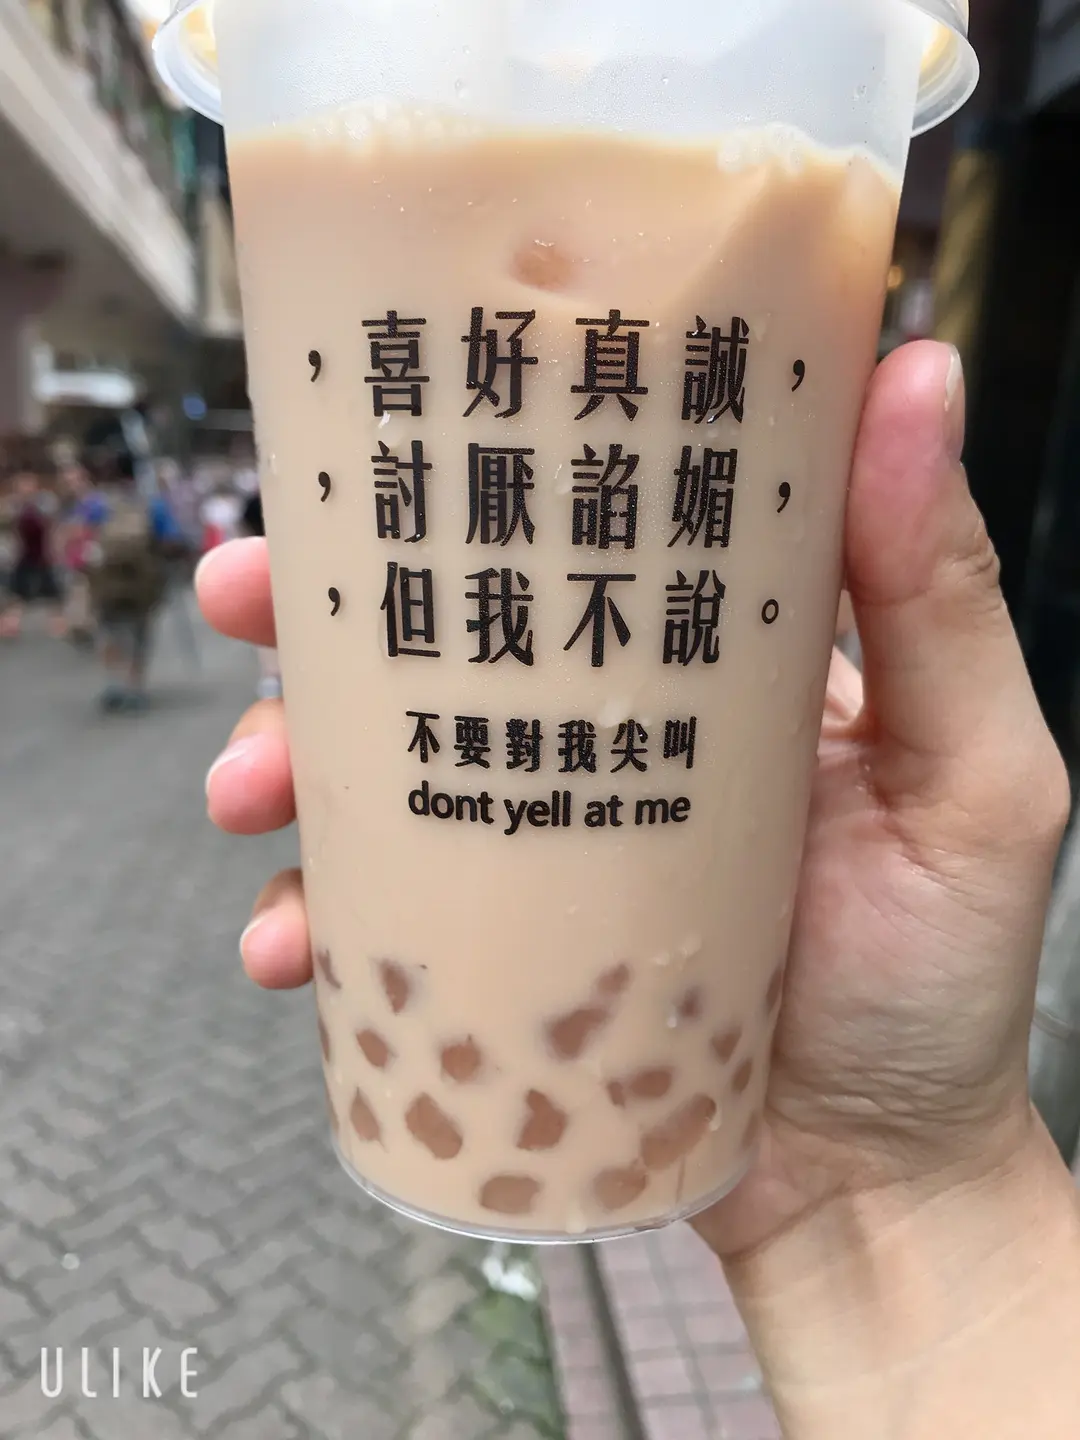 ，喜好真誠，
，討厭諂媚，
，但我不說。
不要對我尖叫
dont yell at me
ULIKE